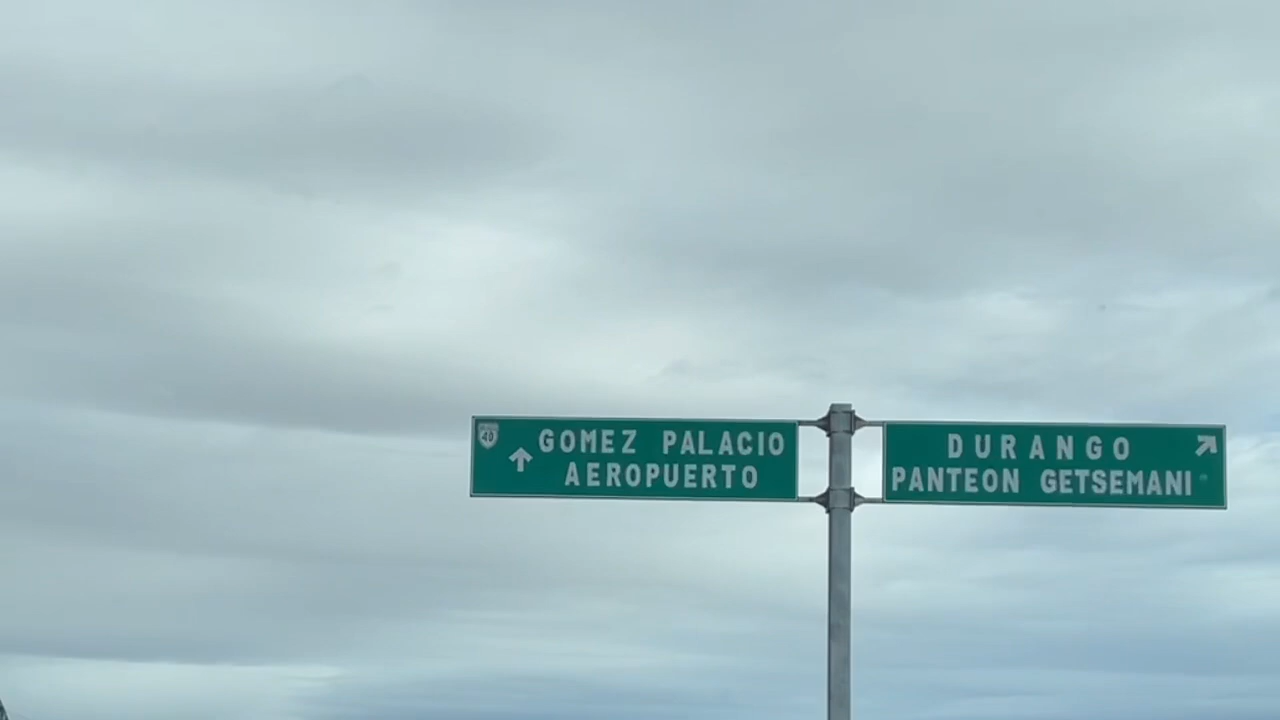 40
GOMEZ PALACIO
AEROPUERTO
DURANGO
PANTEON GETSEMANI